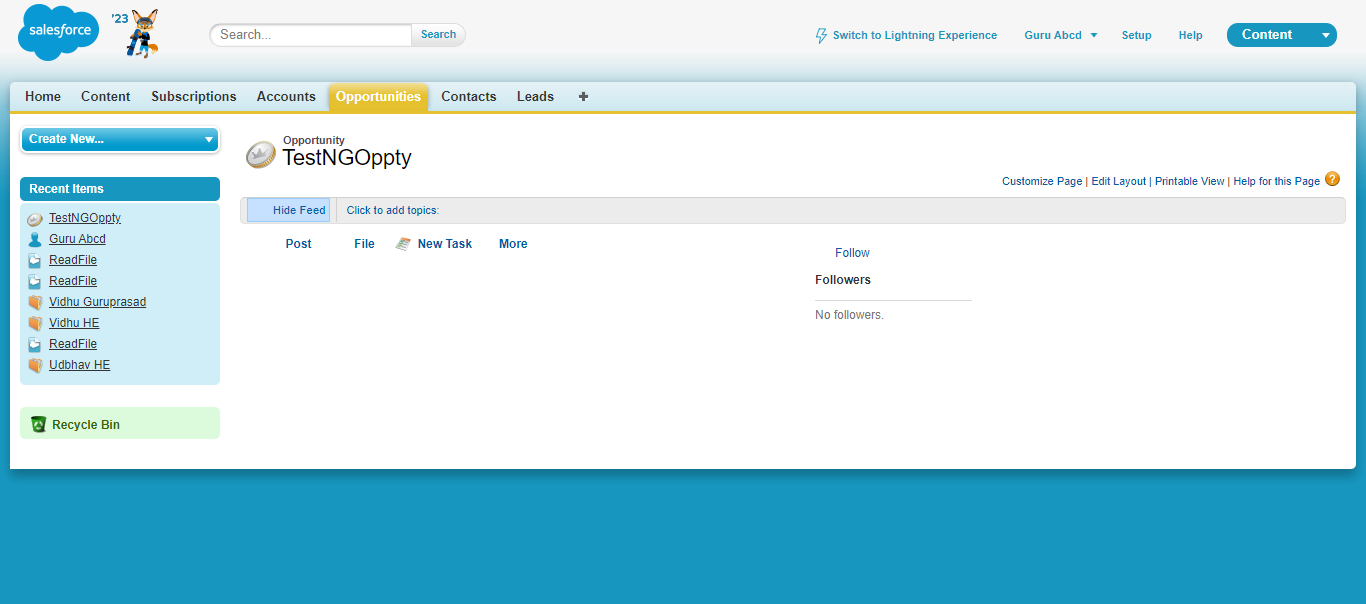 salesforce
'23
Search...
Search
Switch to Lightning Experience
Guru Abcd
Setup
Help
Content
Home
Content
Subscriptions
Accounts
Opportunities
Contacts
Leads
+
Create New...
Recent Items
TestNGOppty
Guru Abcd
ReadFile
ReadFile
Vidhu Guruprasad
Vidhu HE
ReadFile
Udbhav HE
Recycle Bin
Opportunity
TestNGOppty
Customize Page | Edit Layout | Printable View | Help for this Page ?
Hide Feed
Click to add topics:
Post
File
New Task
More
Follow
Followers
No followers.